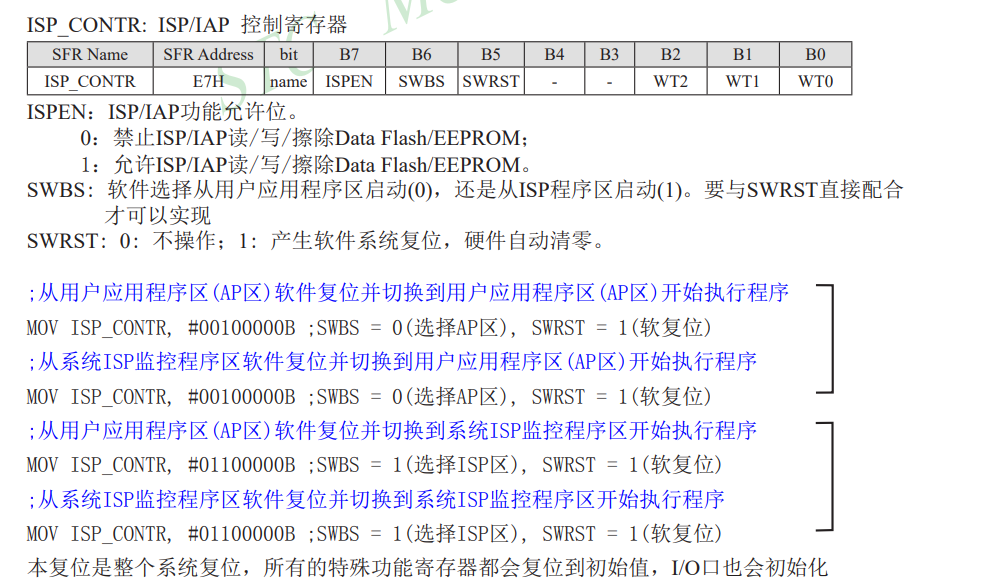 ISP_CONTR: ISP/IAP 控制寄存器
SFR Name SFR Address bit B7 B6 B5 B4 B3 B2 B1 B0
ISP_CONTR E7H name ISPEN SWBS SWRST - - WT2 WT1 WT0
ISPEN：ISP/IAP功能允许位。
0：禁止ISP/IAP读/写/擦除Data Flash/EEPROM；
1：允许ISP/IAP读/写/擦除Data Flash/EEPROM。
SWBS: 软件选择从用户应用程序区启动(0)，还是从ISP程序区启动(1)。要与SWRST直接配合
才可以实现
SWRST: 0: 不操作；1: 产生软件系统复位，硬件自动清零。
;从用户应用程序区(AP区)软件复位并切换到用户应用程序区(AP区)开始执行程序
MOV ISP_CONTR, #00100000B ;SWBS = 0(选择AP区), SWRST = 1(软复位)
;从系统ISP监控程序区软件复位并切换到用户应用程序区(AP区)开始执行程序
MOV ISP_CONTR, #00100000B ;SWBS = 0(选择AP区), SWRST = 1(软复位)
;从用户应用程序区(AP区)软件复位并切换到系统ISP监控程序区开始执行程序
MOV ISP_CONTR, #01100000B ;SWBS = 1(选择ISP区), SWRST = 1(软复位)
;从系统ISP监控程序区软件复位并切换到系统ISP监控程序区开始执行程序
MOV ISP_CONTR, #01100000B ;SWBS = 1(选择ISP区), SWRST = 1(软复位)
本复位是整个系统复位，所有的特殊功能寄存器都会复位到初始值，I/O口也会初始化